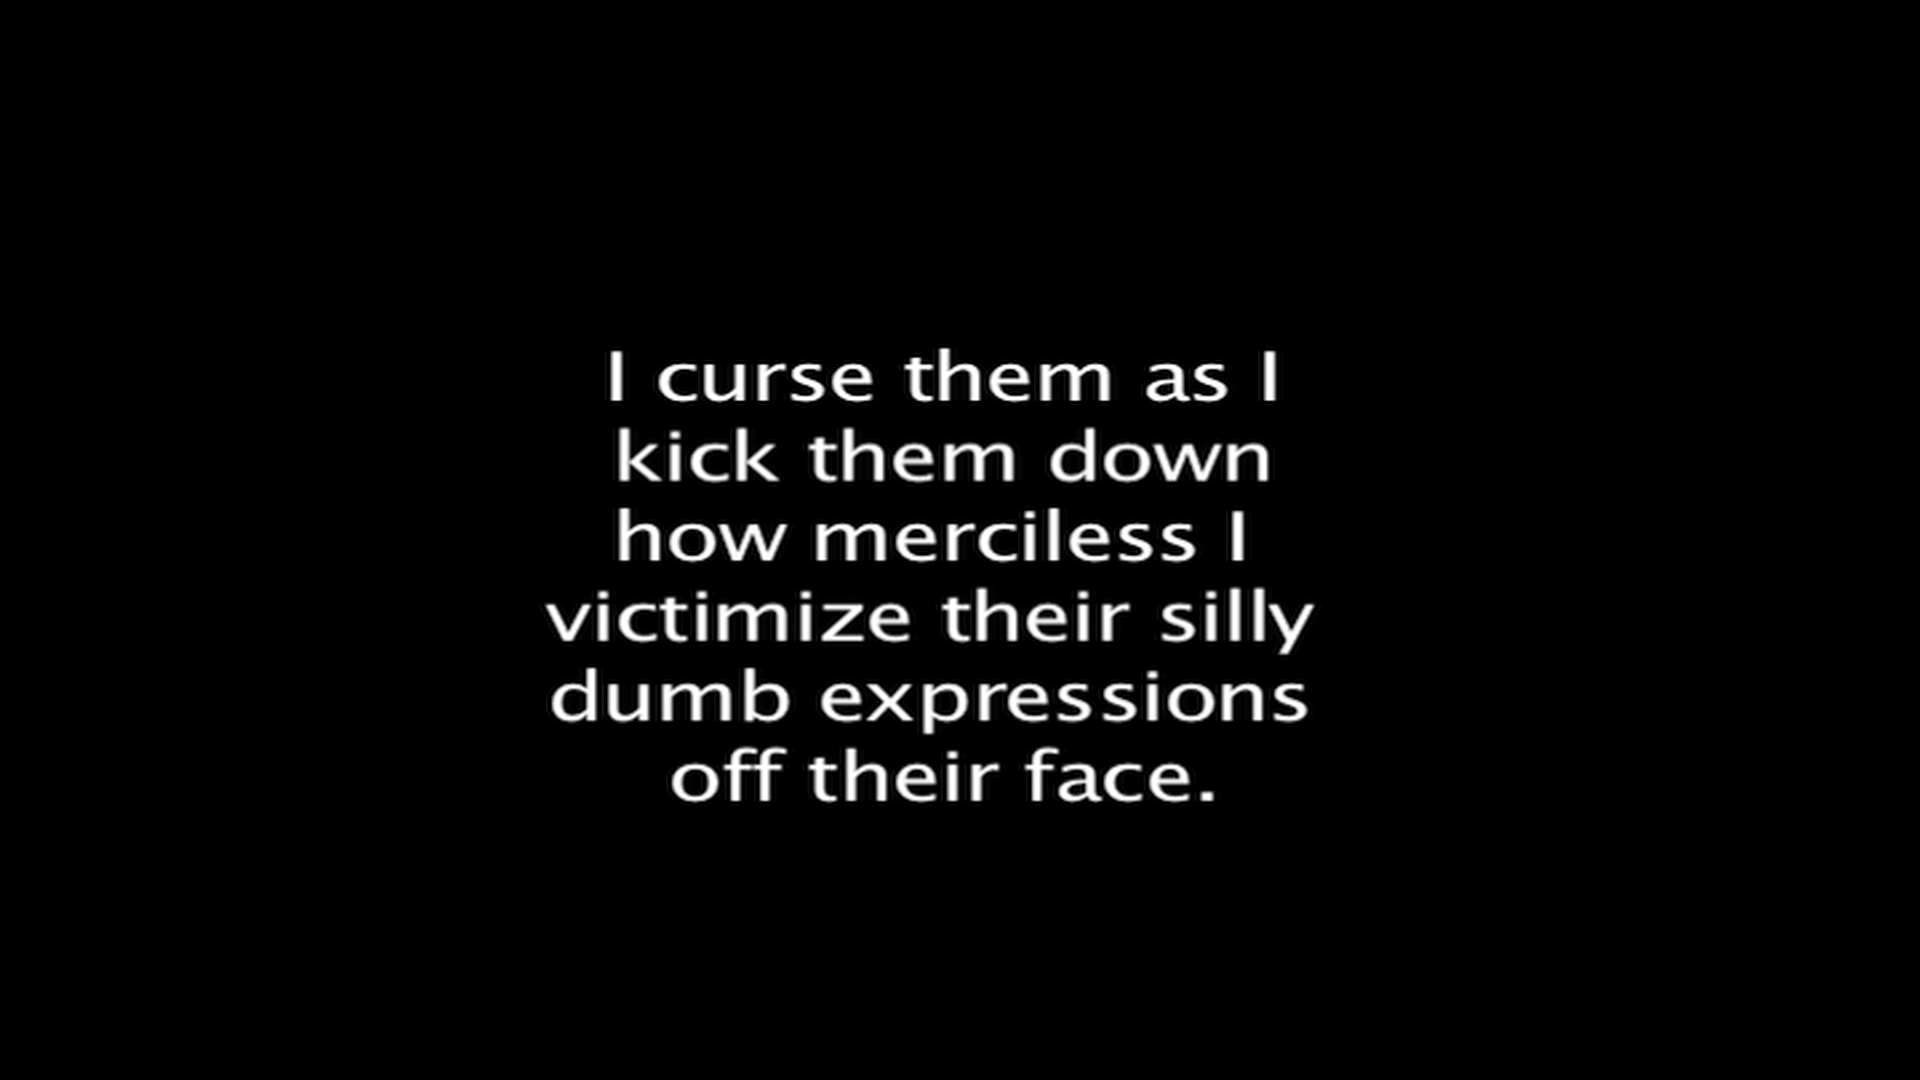 I curse them as I
kick them down
how merciless I
victimize their silly
dumb expressions
off their face.